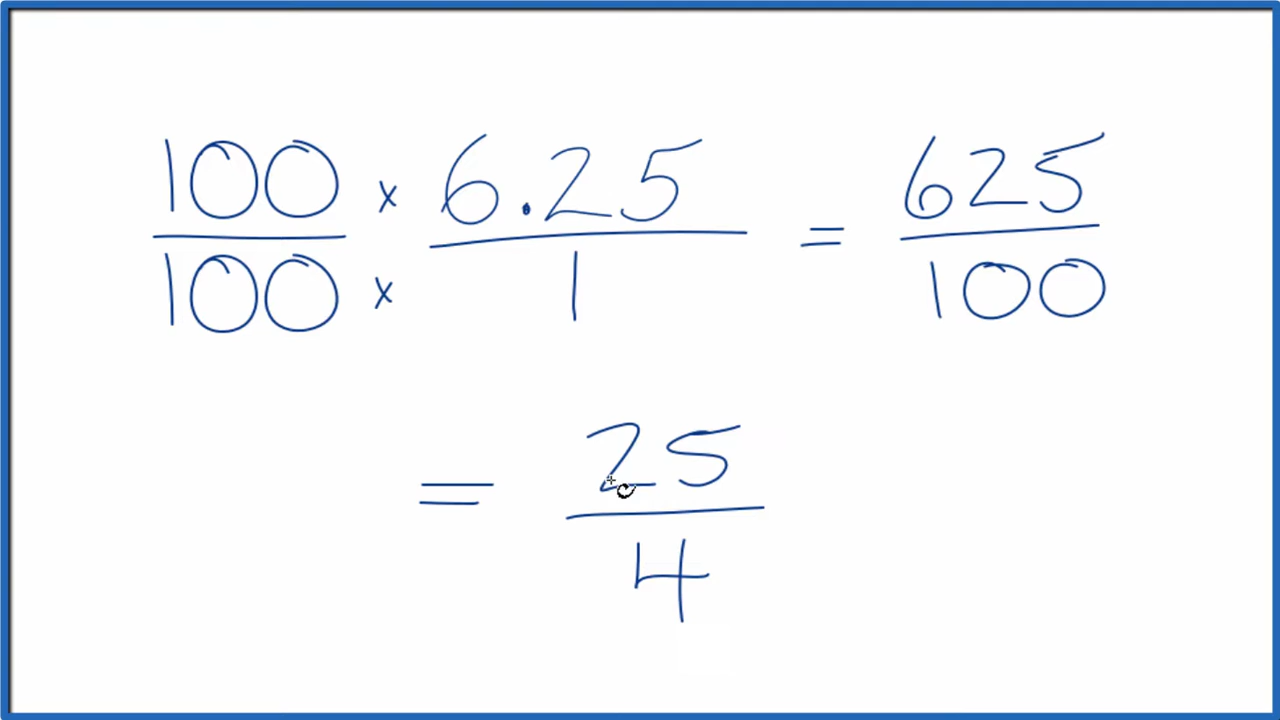 100/100 × 6.25/1 = 625/100
= 25/4